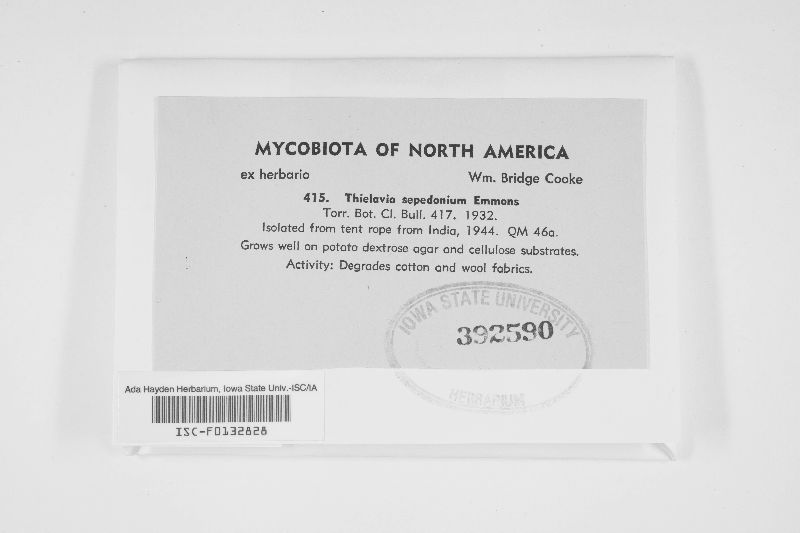 MYCOBIOTA OF NORTH AMERICA
ex herbario Wm. Bridge Cooke
415. Thielavia sepedonium Emmons
Torr. Bot. Cl. Bull. 417. 1932.
Isolated from tent rope from India, 1944. QM 46a.
Grows well on potato dextrose agar and cellulose substrates.
Activity: Degrades cotton and wool fabrics.
IOWA STATE UNIVERSITY
392590
HERBARIUM
Ada Hayden Herbarium, Iowa State Univ.-ISC/IA
ISC-F0132828